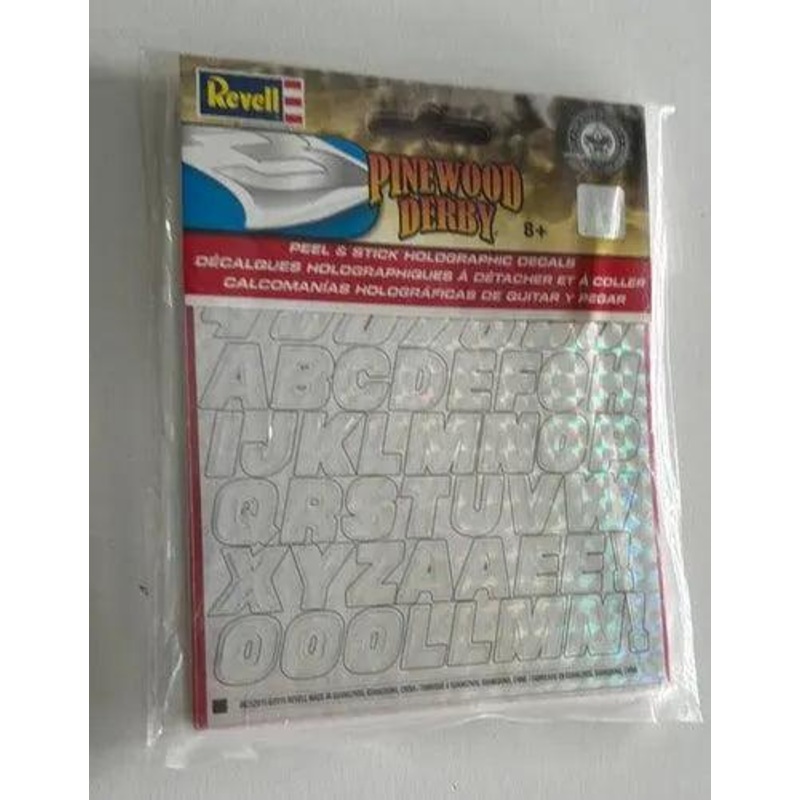 Revell
PINEWOOD
DERBY
8+
PEEL & STICK HOLOGRAPHIC DECALS
DÉCALQUES HOLOGRAPHIQUES À DÉTACHER ET À COLLER
CALCOMANÍAS HOLOGRÁFICAS DE QUITAR Y PEGAR
ABCDEFGH
IJKLMNOP
QRSTUVW
XYZAAEE!
OOOLLMN!